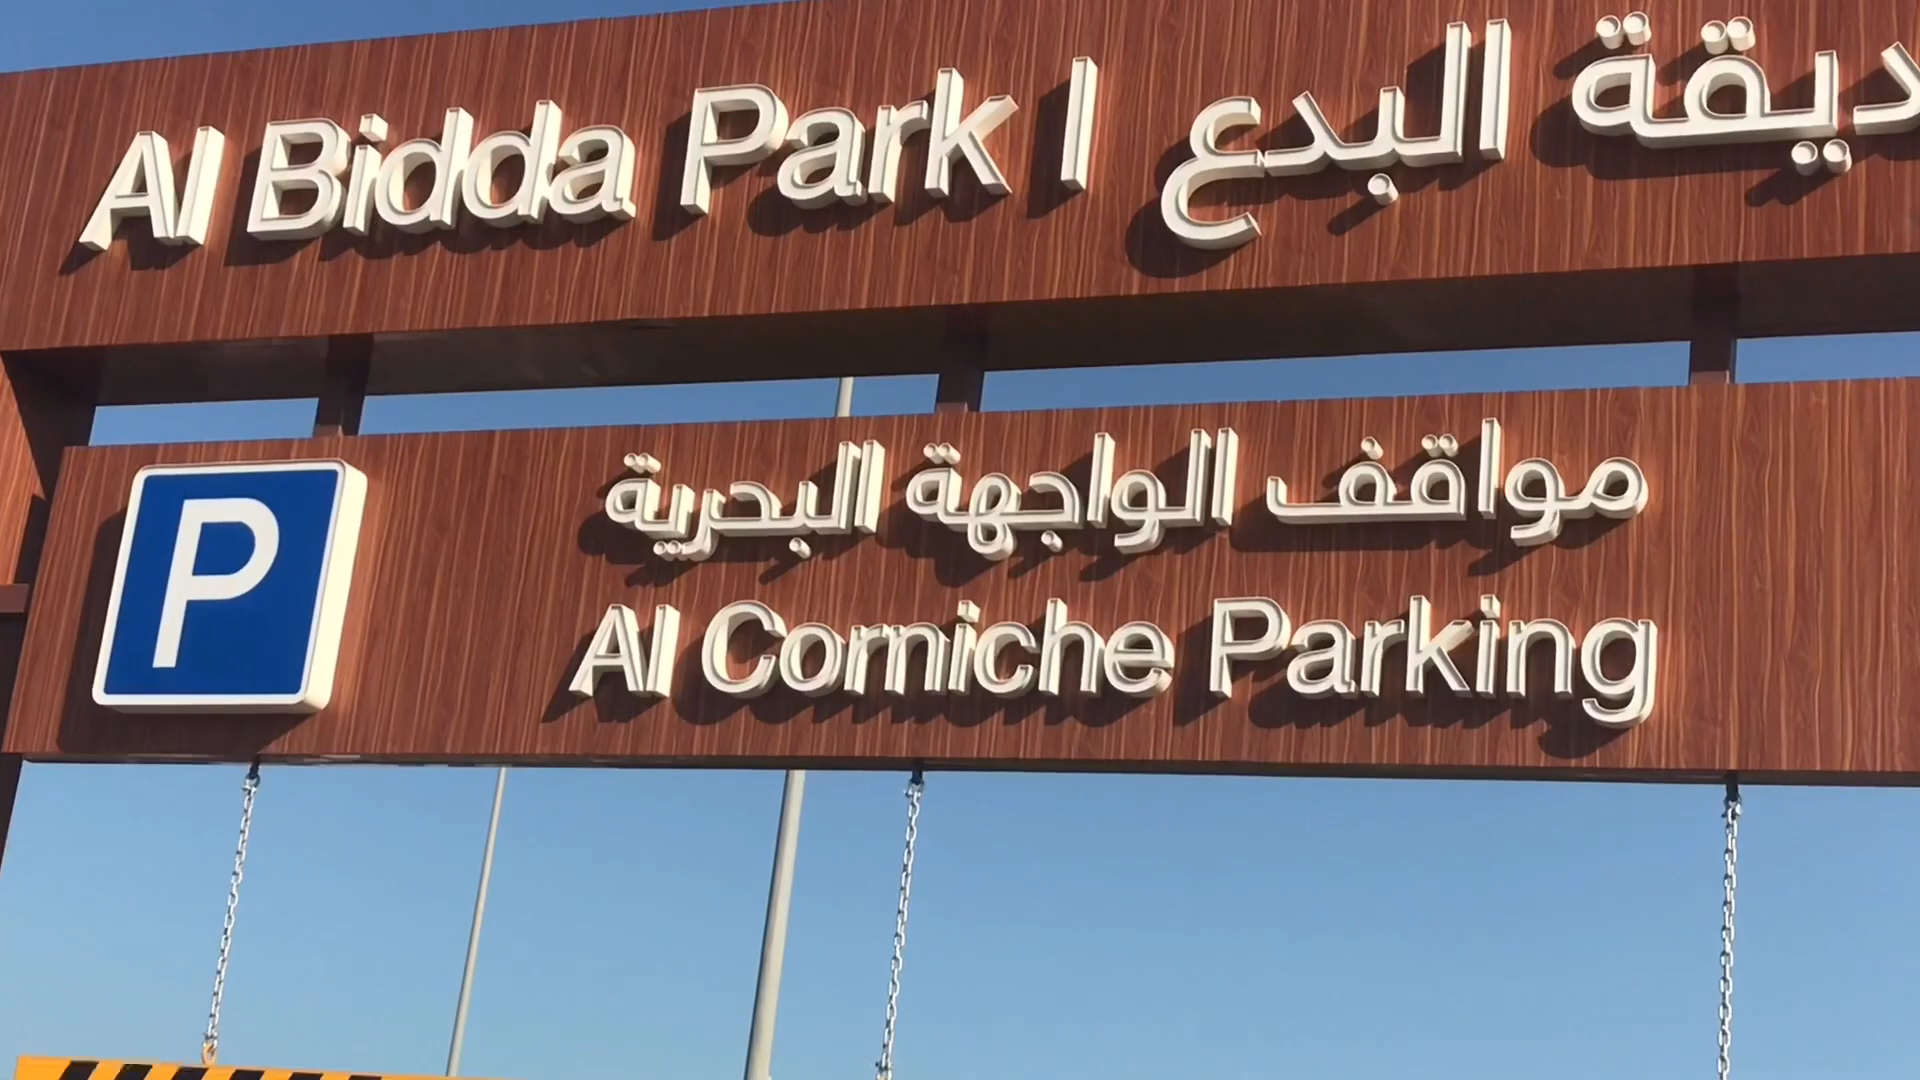 Al Bidda Park | ديقة البدع
P
مواقف الواجهة البحرية
Al Corniche Parking